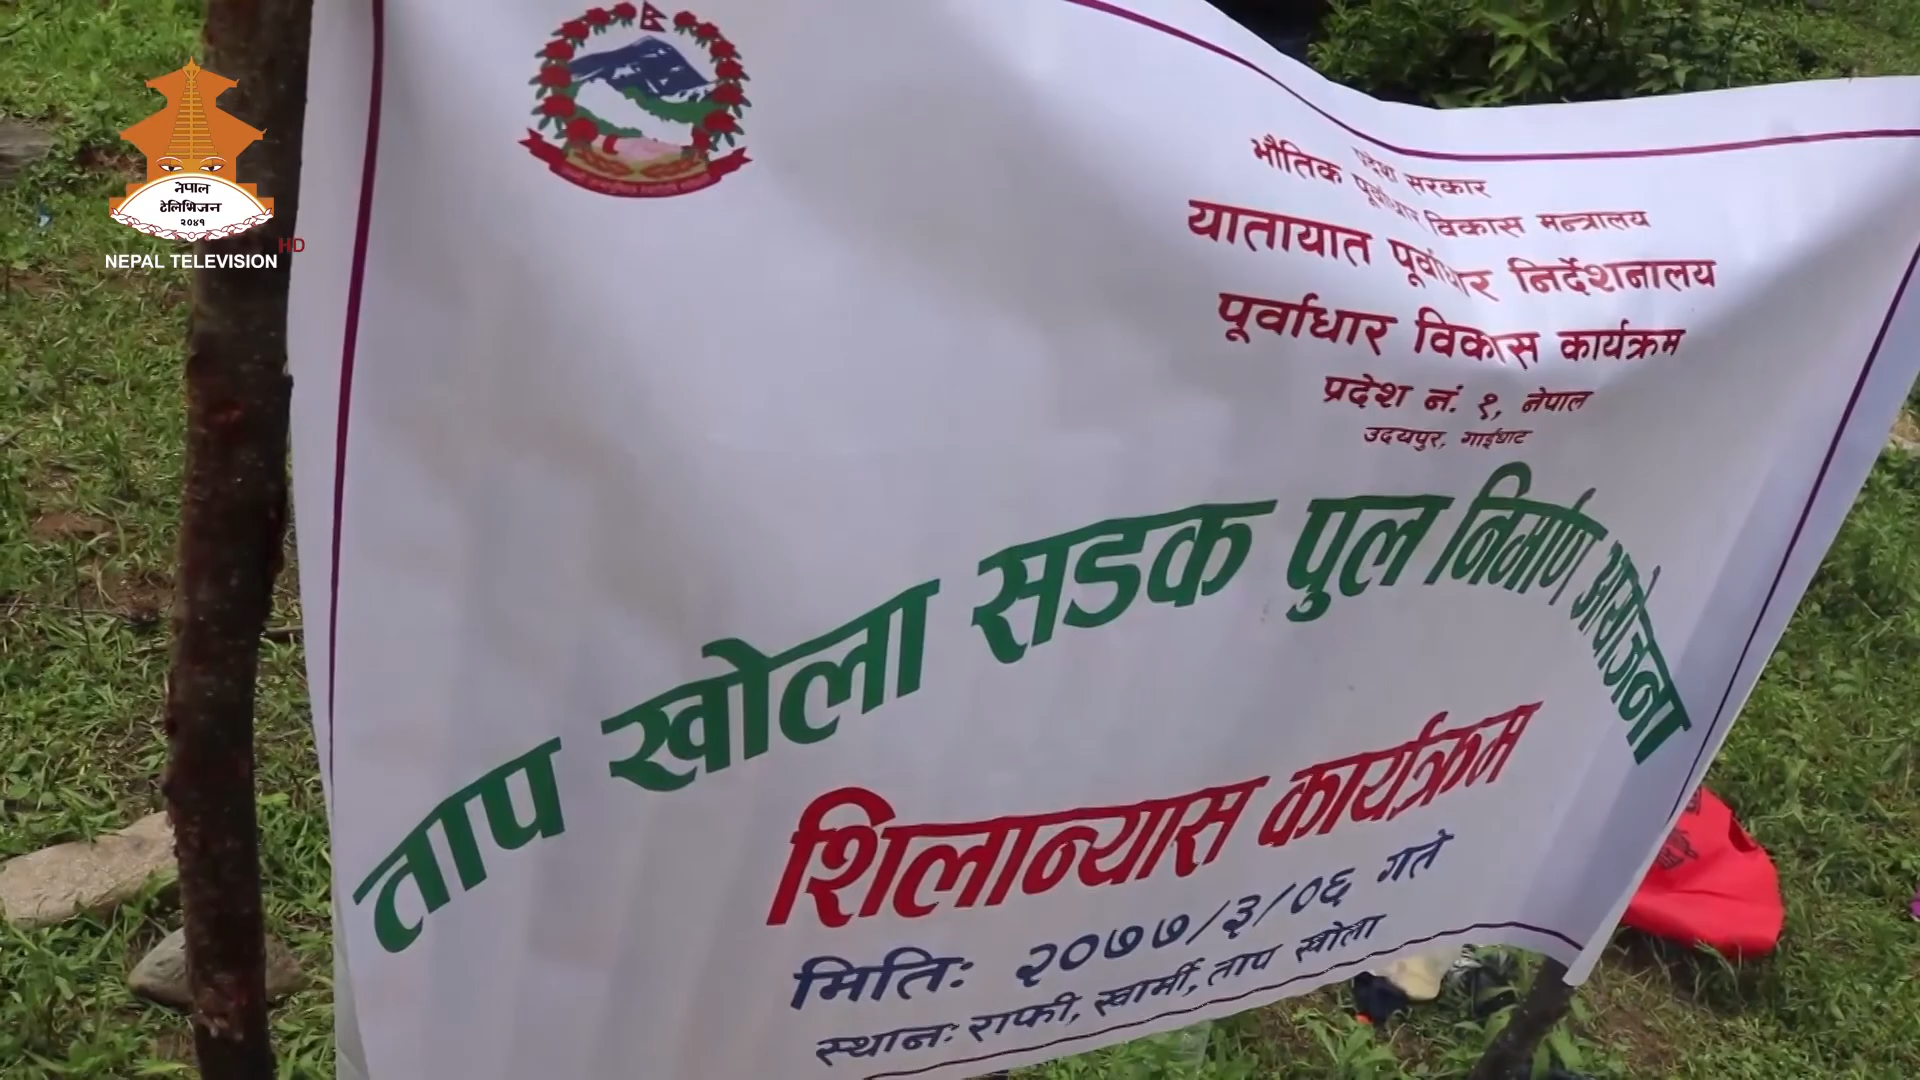 नेपाल
टेलिभिजन
२०४१
NEPAL TELEVISION HD
प्रदेश सरकार
भौतिक पूर्वाधार विकास मन्त्रालय
यातायात पूर्वाधार निर्देशनालय
पूर्वाधार विकास कार्यक्रम
प्रदेश नं. १, नेपाल
उदयपुर, गाईघाट
ताप खोला सडक पुल निर्माण आयोजना
शिलान्यास कार्यक्रम
मिति: २०७७/३/०६ गते
स्थान: राफी, खार्मी, ताप खोला